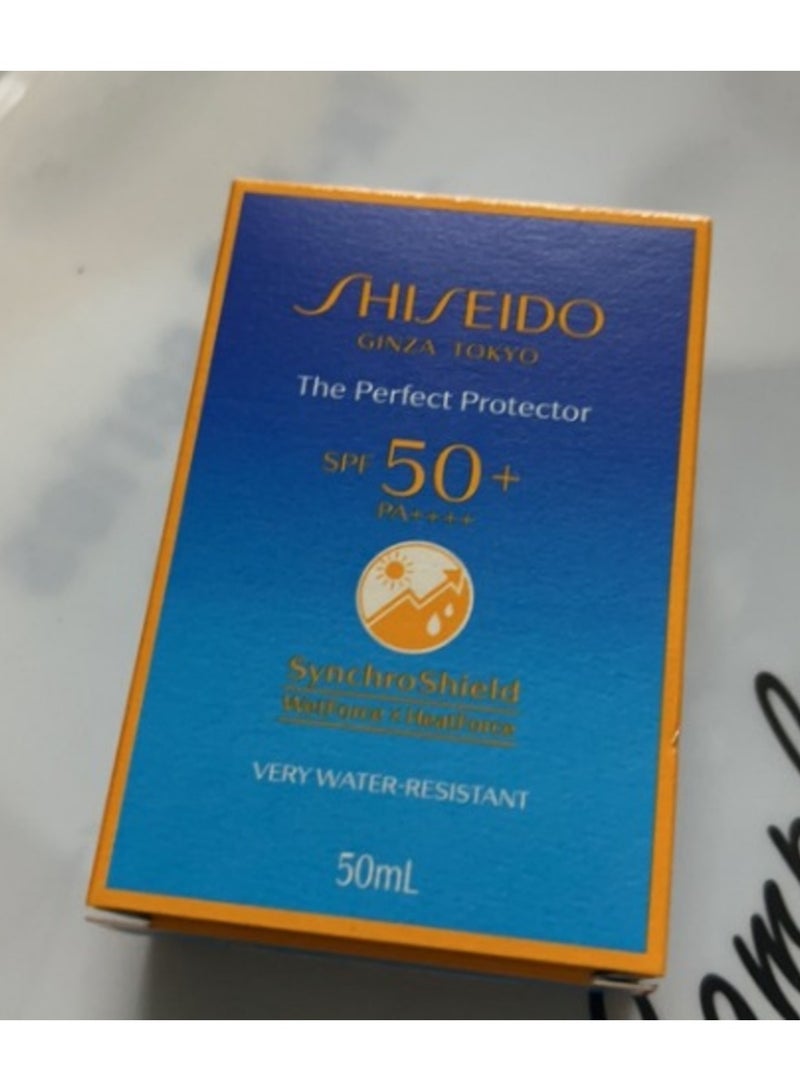 SHISEIDO
GINZA TOKYO
The Perfect Protector
SPF 50+
PA++++
SynchroShield
WetForce x HeatForce
VERY WATER-RESISTANT
50mL